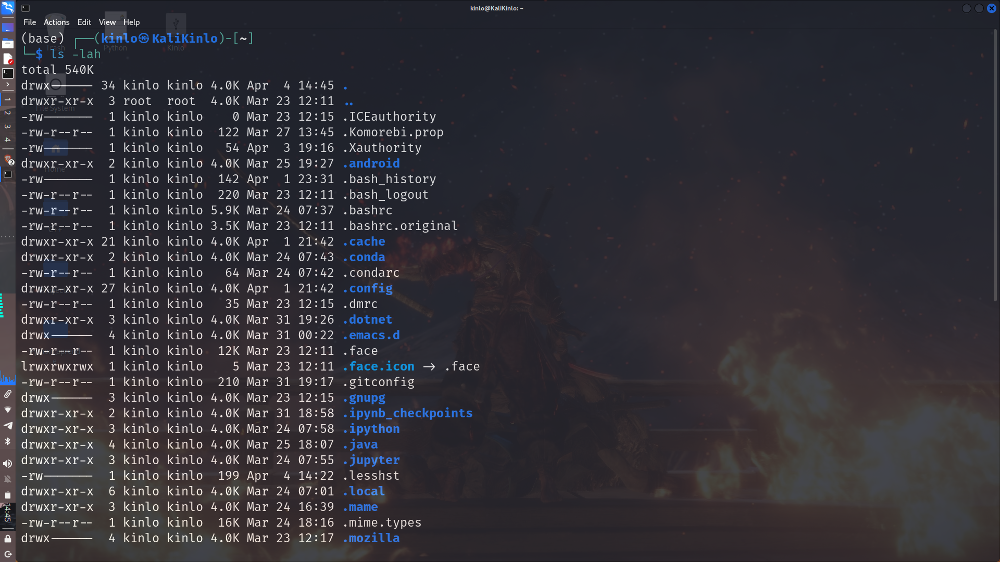 kinlo@KaliKinlo: ~
File Actions Edit View Help
(base) ┌──(kinlo㉿KaliKinlo)-[~]
└─$ ls -lah
Trash
Python
Kinlo
total 540K
drwx------ 34 kinlo kinlo 4.0K Apr  4 14:45 .
drwxr-xr-x  3 root  root  4.0K Mar 23 12:11 ..
File System
-rw-------  1 kinlo kinlo    0 Mar 23 12:15 .ICEauthority
-rw-r--r--  1 kinlo kinlo  122 Mar 27 13:45 .Komorebi.prop
-rw-------  1 kinlo kinlo   54 Apr  3 19:16 .Xauthority
drwxr-xr-x  2 kinlo kinlo 4.0K Mar 25 19:27 .android
Home
-rw-------  1 kinlo kinlo  142 Apr  1 23:31 .bash_history
-rw-r--r--  1 kinlo kinlo  220 Mar 23 12:11 .bash_logout
-rw-r--r--  1 kinlo kinlo 5.9K Mar 24 07:37 .bashrc
-rw-r--r--  1 kinlo kinlo 3.5K Mar 23 12:11 .bashrc.original
drwxr-xr-x 21 kinlo kinlo 4.0K Apr  1 21:42 .cache
drwxr-xr-x  2 kinlo kinlo 4.0K Mar 24 07:43 .conda
-rw-r--r--  1 kinlo kinlo   64 Mar 24 07:42 .condarc
drwxr-xr-x 27 kinlo kinlo 4.0K Apr  1 21:42 .config
-rw-r--r--  1 kinlo kinlo   35 Mar 23 12:15 .dmrc
drwxr-xr-x  3 kinlo kinlo 4.0K Mar 31 19:26 .dotnet
drwx------  4 kinlo kinlo 4.0K Mar 31 00:22 .emacs.d
-rw-r--r--  1 kinlo kinlo  12K Mar 23 12:11 .face
lrwxrwxrwx  1 kinlo kinlo    5 Mar 23 12:11 .face.icon -> .face
-rw-r--r--  1 kinlo kinlo  210 Mar 31 19:17 .gitconfig
drwx------  3 kinlo kinlo 4.0K Mar 23 12:15 .gnupg
drwxr-xr-x  2 kinlo kinlo 4.0K Mar 31 18:58 .ipynb_checkpoints
drwxr-xr-x  3 kinlo kinlo 4.0K Mar 24 07:58 .ipython
drwxr-xr-x  4 kinlo kinlo 4.0K Mar 25 18:07 .java
drwxr-xr-x  3 kinlo kinlo 4.0K Mar 24 07:55 .jupyter
-rw-------  1 kinlo kinlo  199 Apr  4 14:22 .lesshst
drwxr-xr-x  6 kinlo kinlo 4.0K Mar 24 07:01 .local
drwxr-xr-x  3 kinlo kinlo 4.0K Mar 24 16:39 .mame
-rw-r--r--  1 kinlo kinlo  16K Mar 24 18:16 .mime.types
drwx------  4 kinlo kinlo 4.0K Mar 23 12:17 .mozilla
1
2
3
4
2
14:45